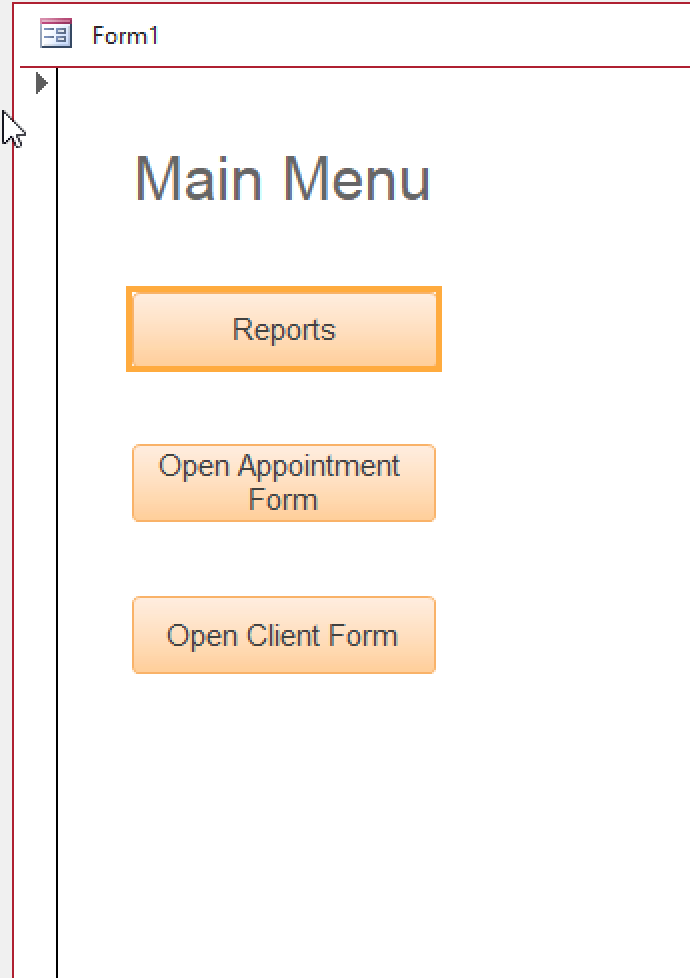 Form1
Main Menu
Reports
Open Appointment
Form
Open Client Form